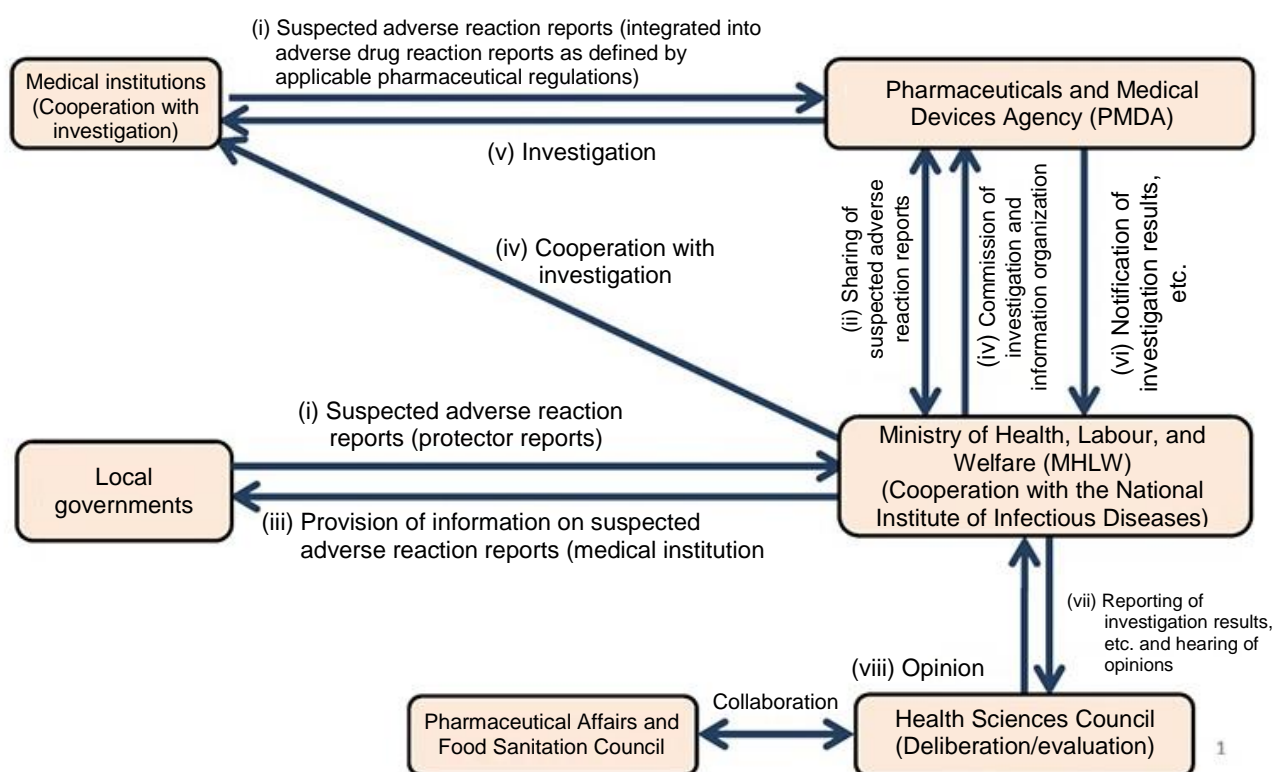 (i) Suspected adverse reaction reports (integrated into
adverse drug reaction reports as defined by
applicable pharmaceutical regulations)
Medical institutions
(Cooperation with
investigation)
Pharmaceuticals and Medical
Devices Agency (PMDA)
(v) Investigation
(iv) Cooperation with
investigation
(ii) Sharing of
suspected adverse
reaction reports
(iv) Commission of
investigation and
information organization
(vi) Notification of
investigation results,
etc.
(i) Suspected adverse reaction
reports (protector reports)
Local
governments
Ministry of Health, Labour, and
Welfare (MHLW)
(Cooperation with the National
Institute of Infectious Diseases)
(iii) Provision of information on suspected
adverse reaction reports (medical institution
(vii) Reporting of
investigation results,
etc. and hearing of
opinions
(viii) Opinion
Collaboration
Pharmaceutical Affairs and
Food Sanitation Council
Health Sciences Council
(Deliberation/evaluation)
1